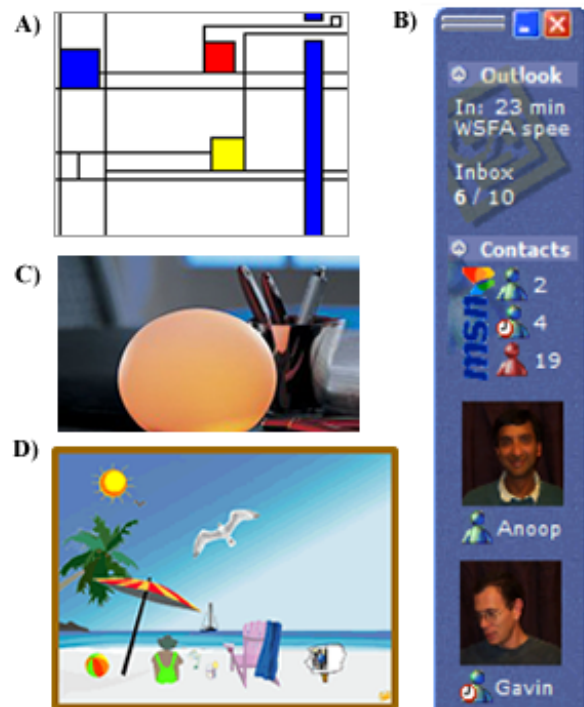 A)
B)
Outlook
In: 23 min
WSFA spee
Inbox
6 / 10
Contacts
msn
2
4
19
Anoop
Gavin
C)
D)